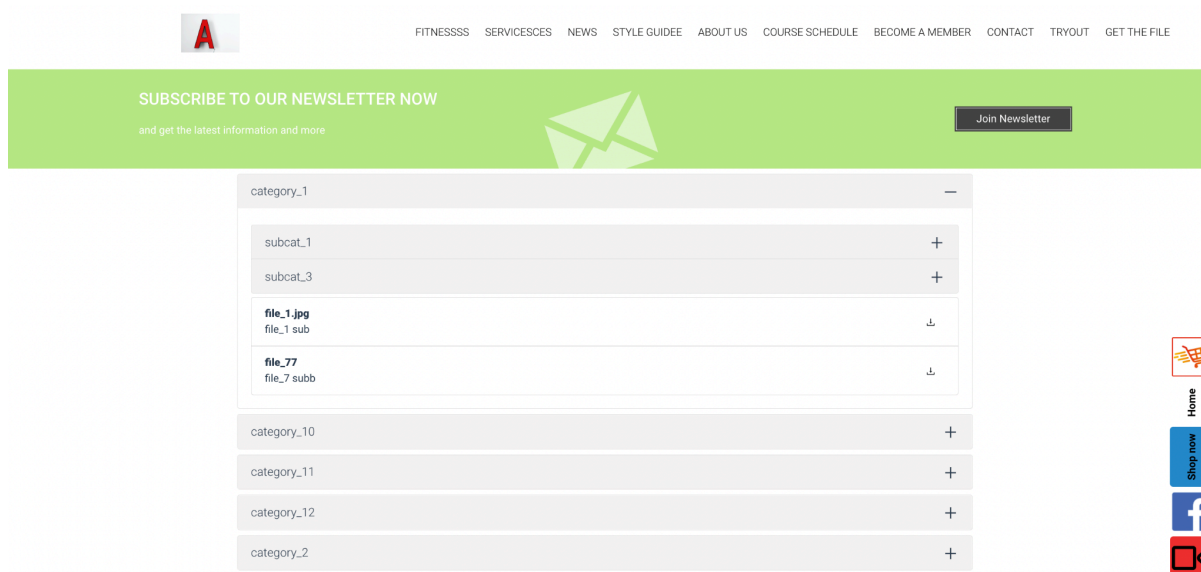 A
FITNESSSS SERVICESCES NEWS STYLE GUIDEE ABOUT US COURSE SCHEDULE BECOME A MEMBER CONTACT TRYOUT GET THE FILE
SUBSCRIBE TO OUR NEWSLETTER NOW
and get the latest information and more
Join Newsletter
category_1
subcat_1
subcat_3
file_1.jpg
file_1 sub
file_77
file_7 subb
category_10
category_11
category_12
category_2
Home
Shop now
f